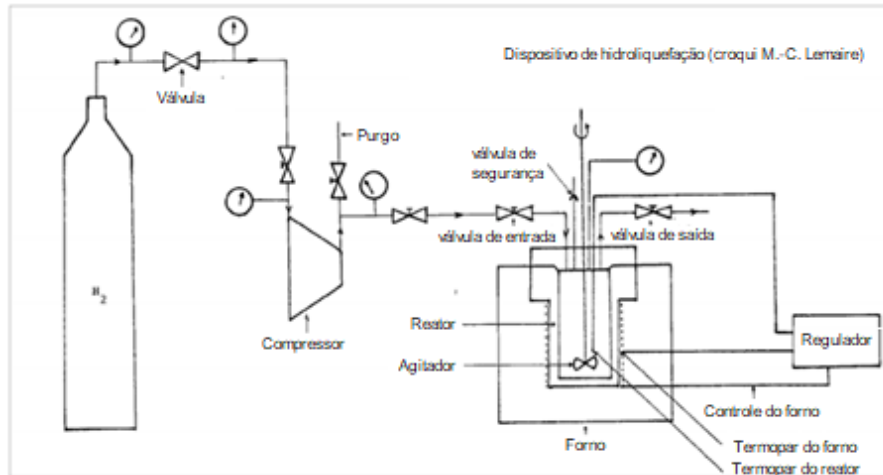 Dispositivo de hidroliquefação (croqui M.-C. Lemaire)
Válvula
Purgo
válvula de
segurança
válvula de entrada
válvula de saída
H2
Compressor
Reator
Agitador
Regulador
Controle do forno
Forno
Termopar do forno
Termopar do reator